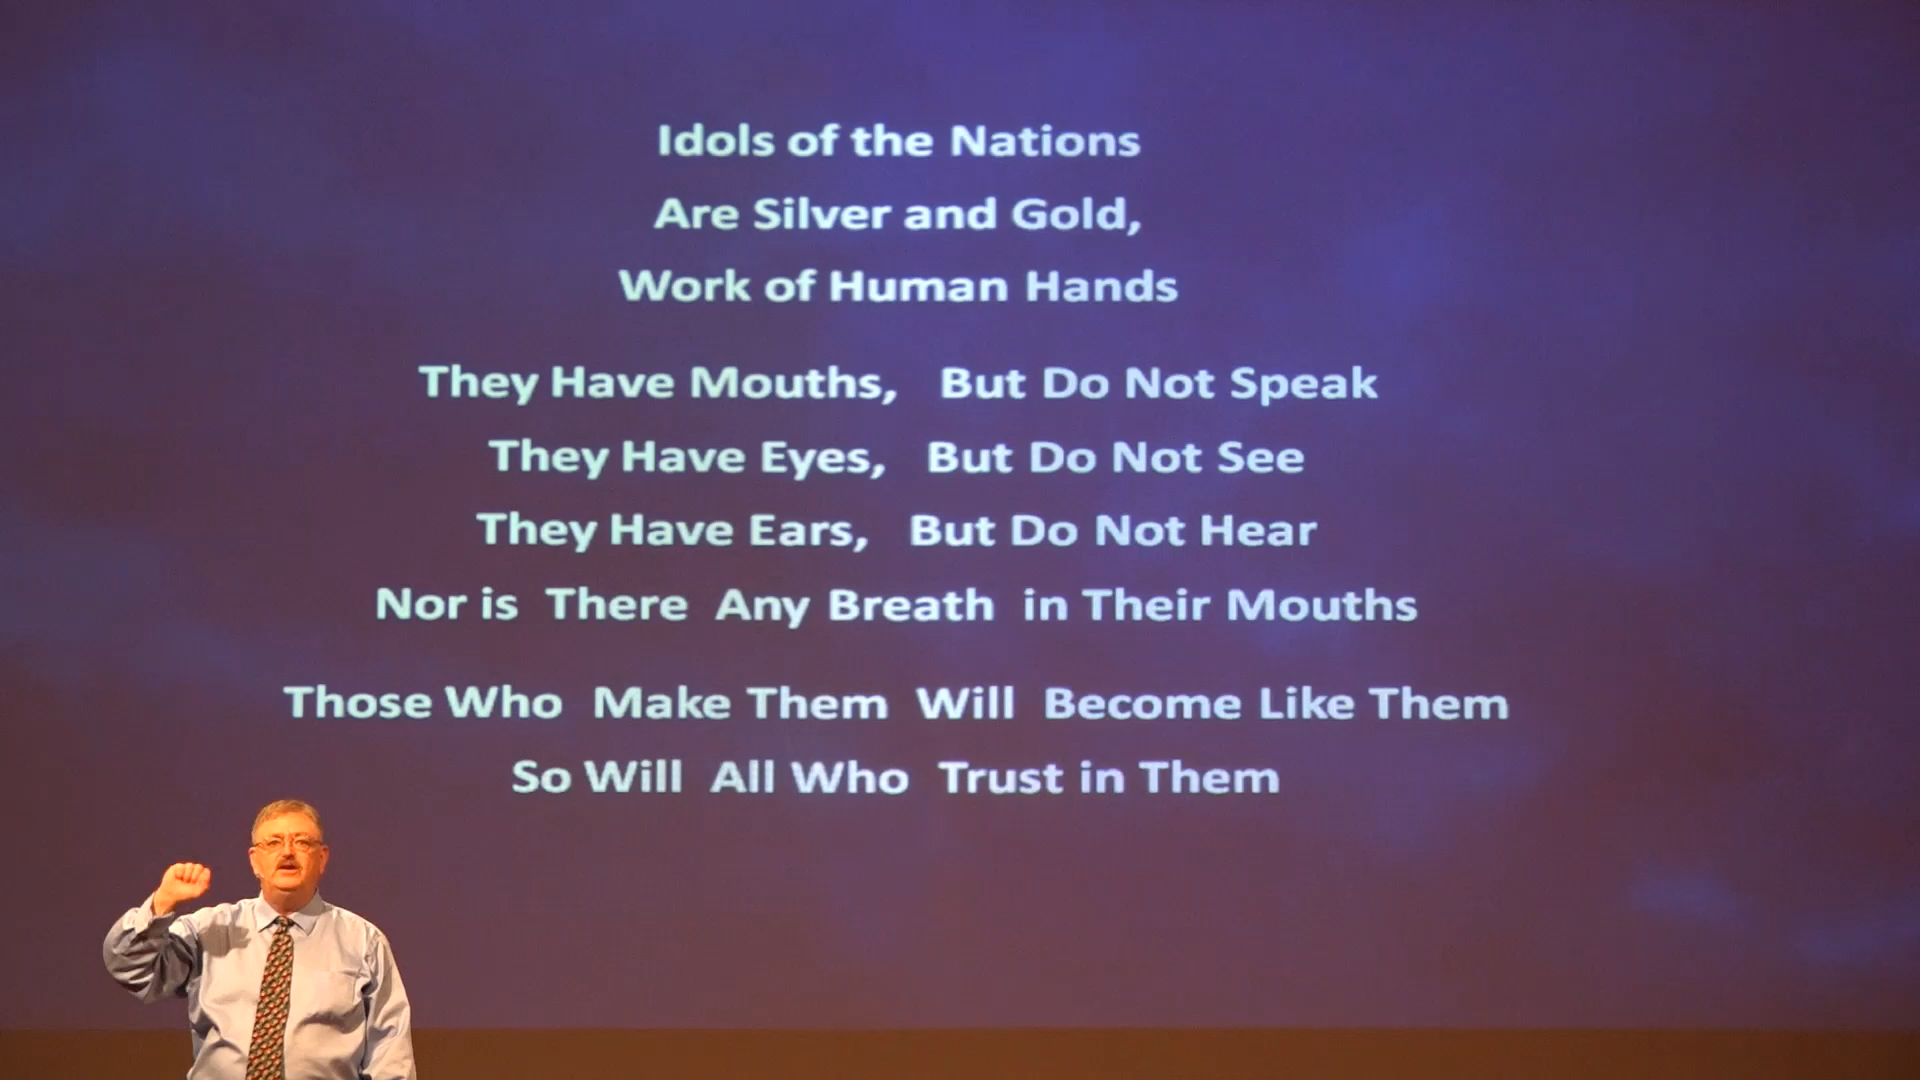 Idols of the Nations
Are Silver and Gold,
Work of Human Hands
They Have Mouths, But Do Not Speak
They Have Eyes, But Do Not See
They Have Ears, But Do Not Hear
Nor is There Any Breath in Their Mouths
Those Who Make Them Will Become Like Them
So Will All Who Trust in Them